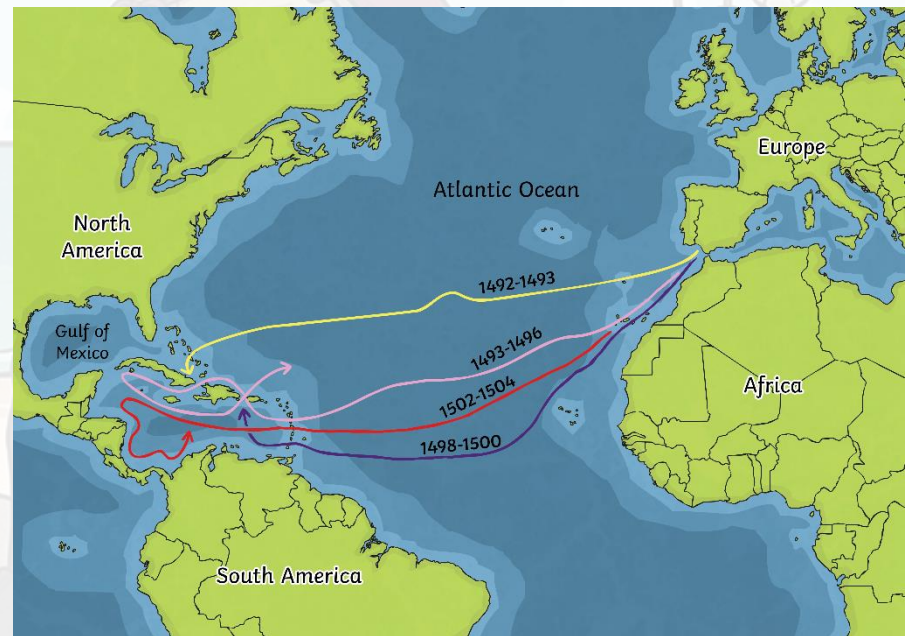 Europe
Atlantic Ocean
North
America
1492-1493
Gulf of
Mexico
1493-1496
Africa
1502-1504
1498-1500
South America